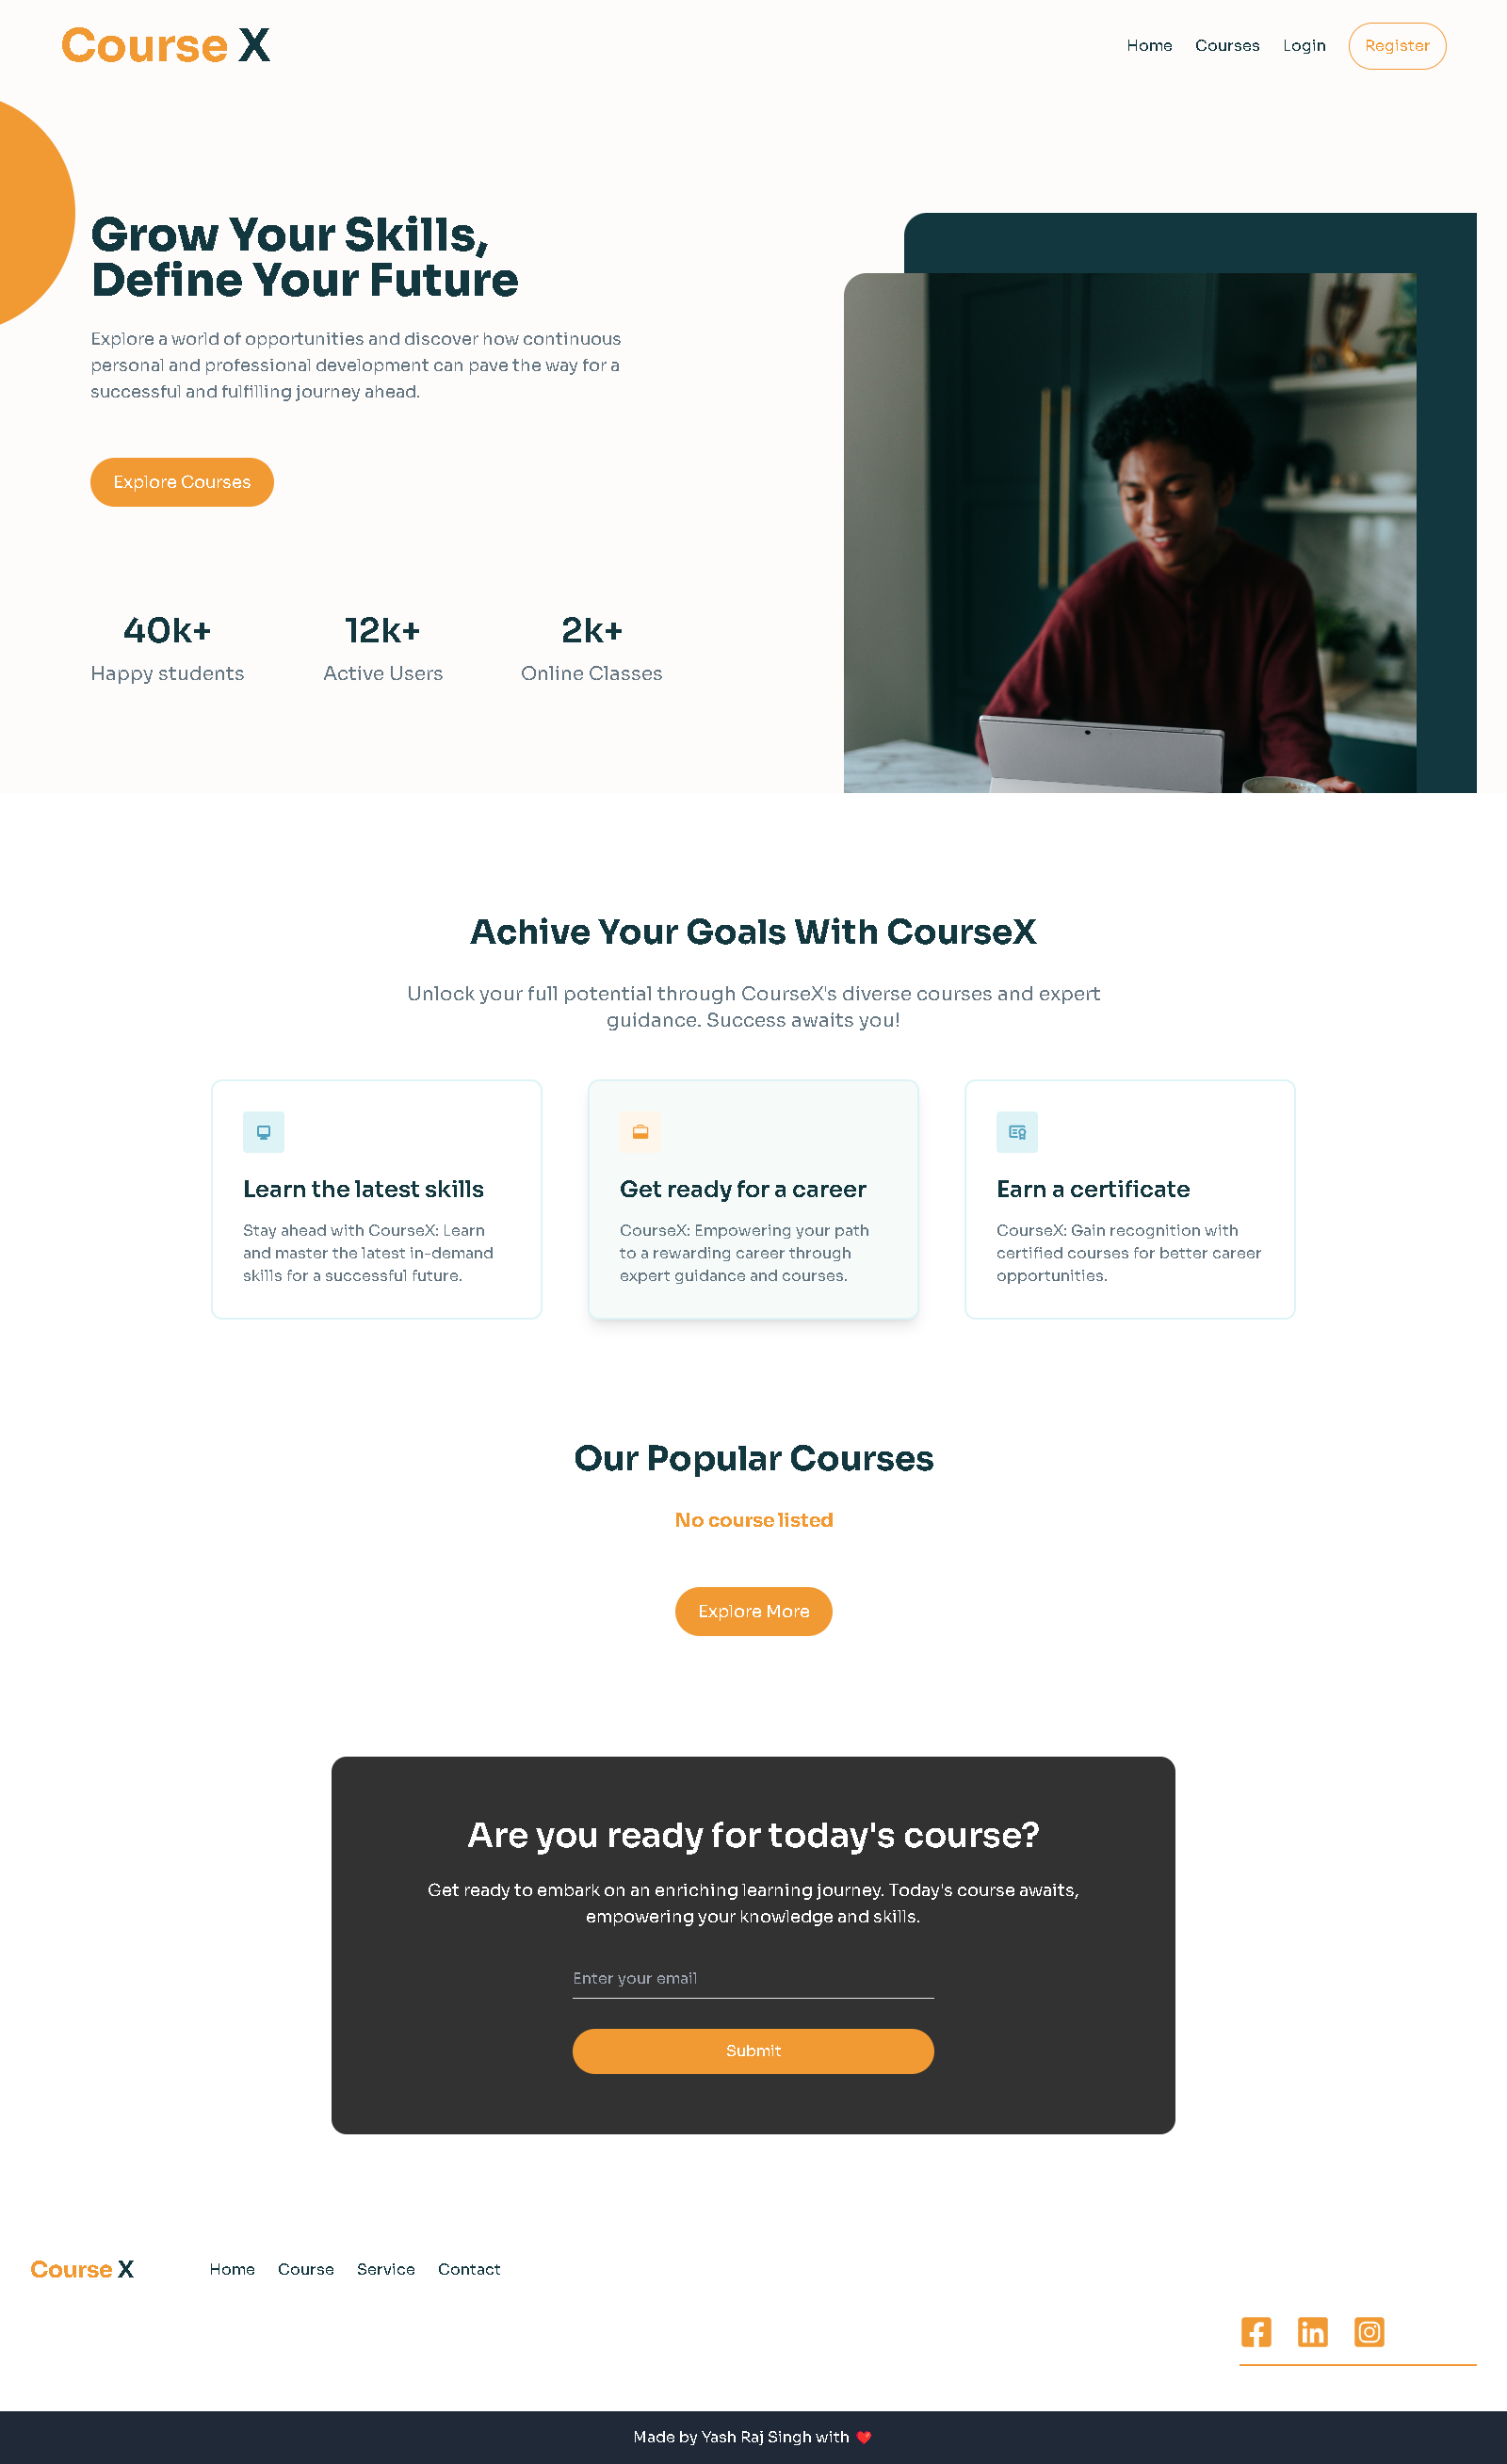 Course X
Home Courses Login Register
Grow Your Skills,
Define Your Future
Explore a world of opportunities and discover how continuous
personal and professional development can pave the way for a
successful and fulfilling journey ahead.
Explore Courses
40k+ 12k+ 2k+
Happy students Active Users Online Classes
Achive Your Goals With CourseX
Unlock your full potential through CourseX's diverse courses and expert
guidance. Success awaits you!
Learn the latest skills
Stay ahead with CourseX: Learn
and master the latest in-demand
skills for a successful future.
Get ready for a career
CourseX: Empowering your path
to a rewarding career through
expert guidance and courses.
Earn a certificate
CourseX: Gain recognition with
certified courses for better career
opportunities.
Our Popular Courses
No course listed
Explore More
Are you ready for today's course?
Get ready to embark on an enriching learning journey. Today's course awaits,
empowering your knowledge and skills.
Enter your email
Submit
Course X Home Course Service Contact
Made by Yash Raj Singh with ❤️